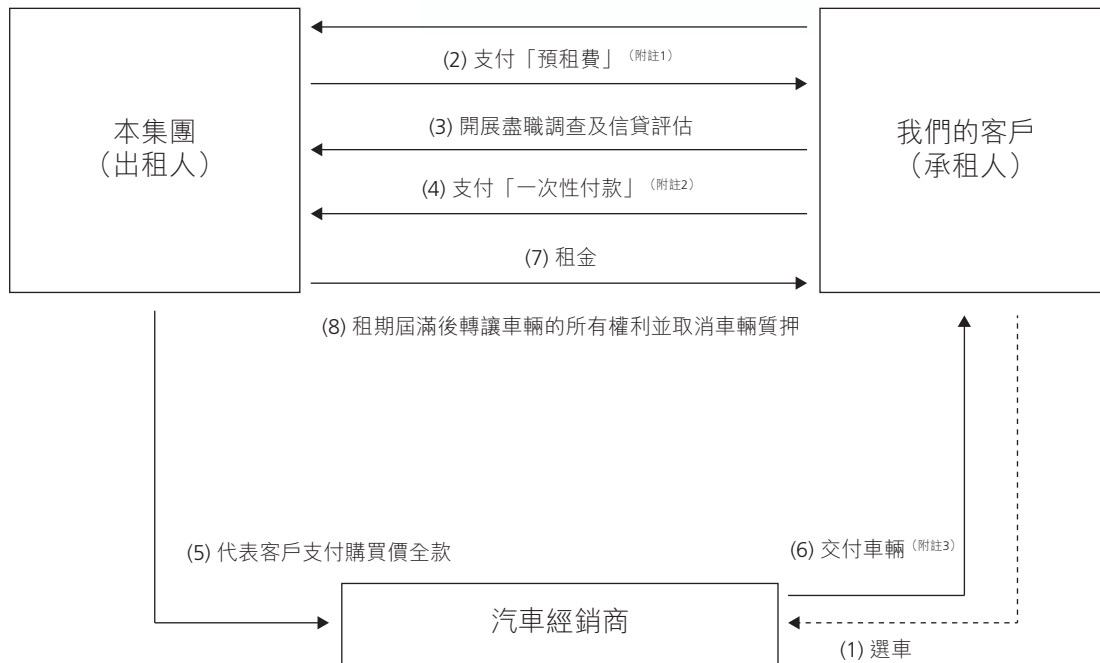 (2) 支付「預租費」（附註1）
(3) 開展盡職調查及信貸評估
本集團
（出租人）
我們的客戶
（承租人）
(4) 支付「一次性付款」（附註2）
(7) 租金
(8) 租期屆滿後轉讓車輛的所有權利並取消車輛質押
(5) 代表客戶支付購買價全款
(6) 交付車輛（附註3）
汽車經銷商
(1) 選車